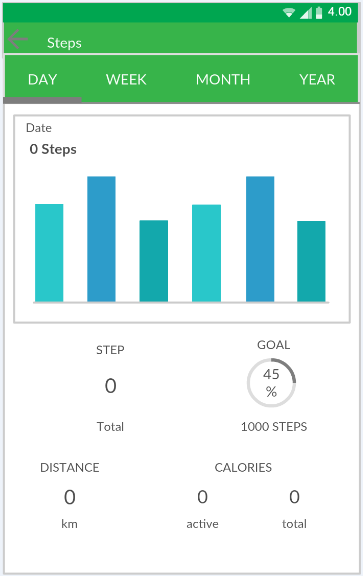 4.00
Steps
DAY WEEK MONTH YEAR
Date
0 Steps
STEP GOAL
0 45
%
Total 1000 STEPS
DISTANCE CALORIES
0 0 0
km active total